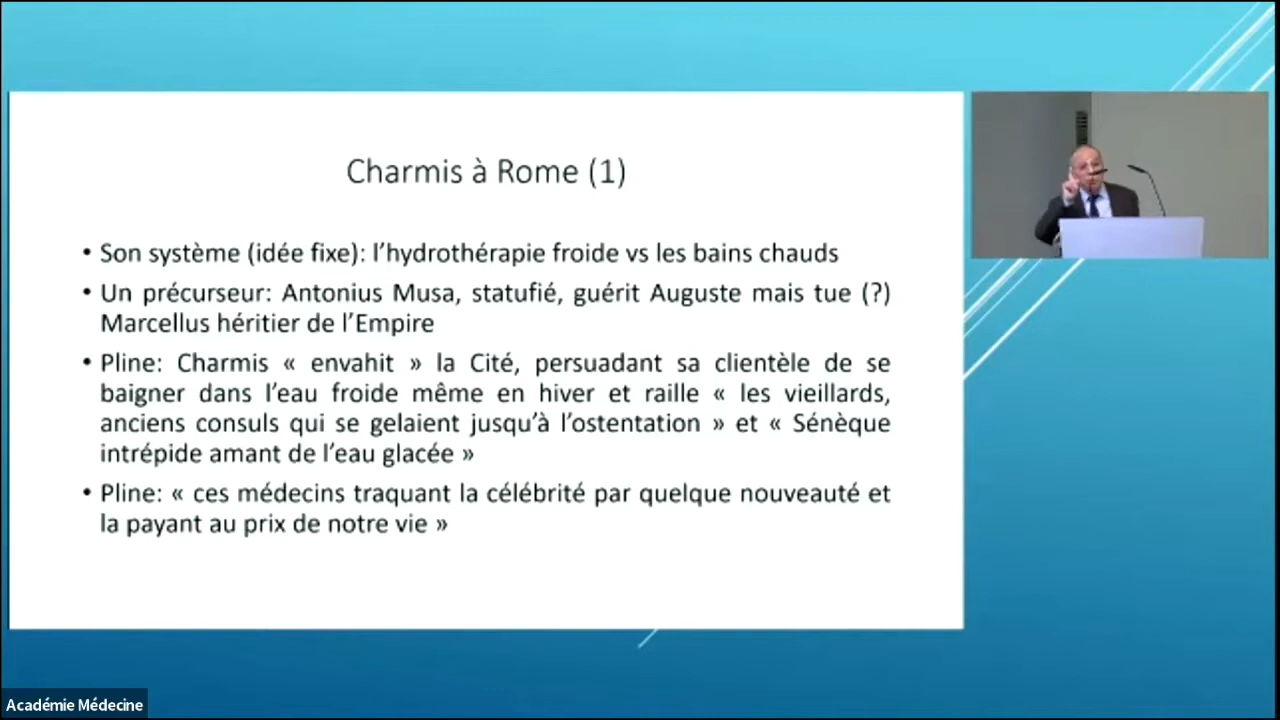 Charmis à Rome (1)
• Son système (idée fixe): l’hydrothérapie froide vs les bains chauds
• Un précurseur: Antonius Musa, statufié, guérit Auguste mais tue (?)
Marcellus héritier de l’Empire
• Pline: Charmis « envahit » la Cité, persuadant sa clientèle de se
baigner dans l’eau froide même en hiver et raille « les vieillards,
anciens consuls qui se gelaient jusqu’à l’ostentation » et « Sénèque
intrépide amant de l’eau glacée »
• Pline: « ces médecins traquant la célébrité par quelque nouveauté et
la payant au prix de notre vie »
Académie Médecine